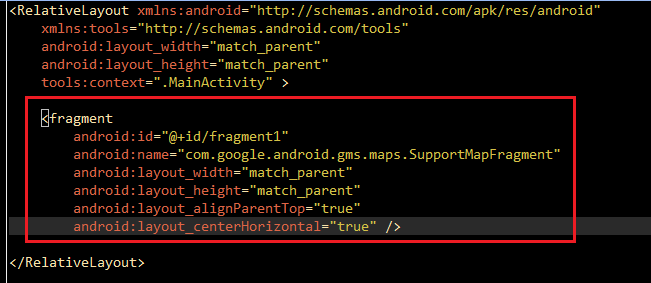 <RelativeLayout xmlns:android="http://schemas.android.com/apk/res/android"
    xmlns:tools="http://schemas.android.com/tools"
    android:layout_width="match_parent"
    android:layout_height="match_parent"
    tools:context=".MainActivity" >
    <fragment
        android:id="@+id/fragment1"
        android:name="com.google.android.gms.maps.SupportMapFragment"
        android:layout_width="match_parent"
        android:layout_height="match_parent"
        android:layout_alignParentTop="true"
        android:layout_centerHorizontal="true" />
</RelativeLayout>